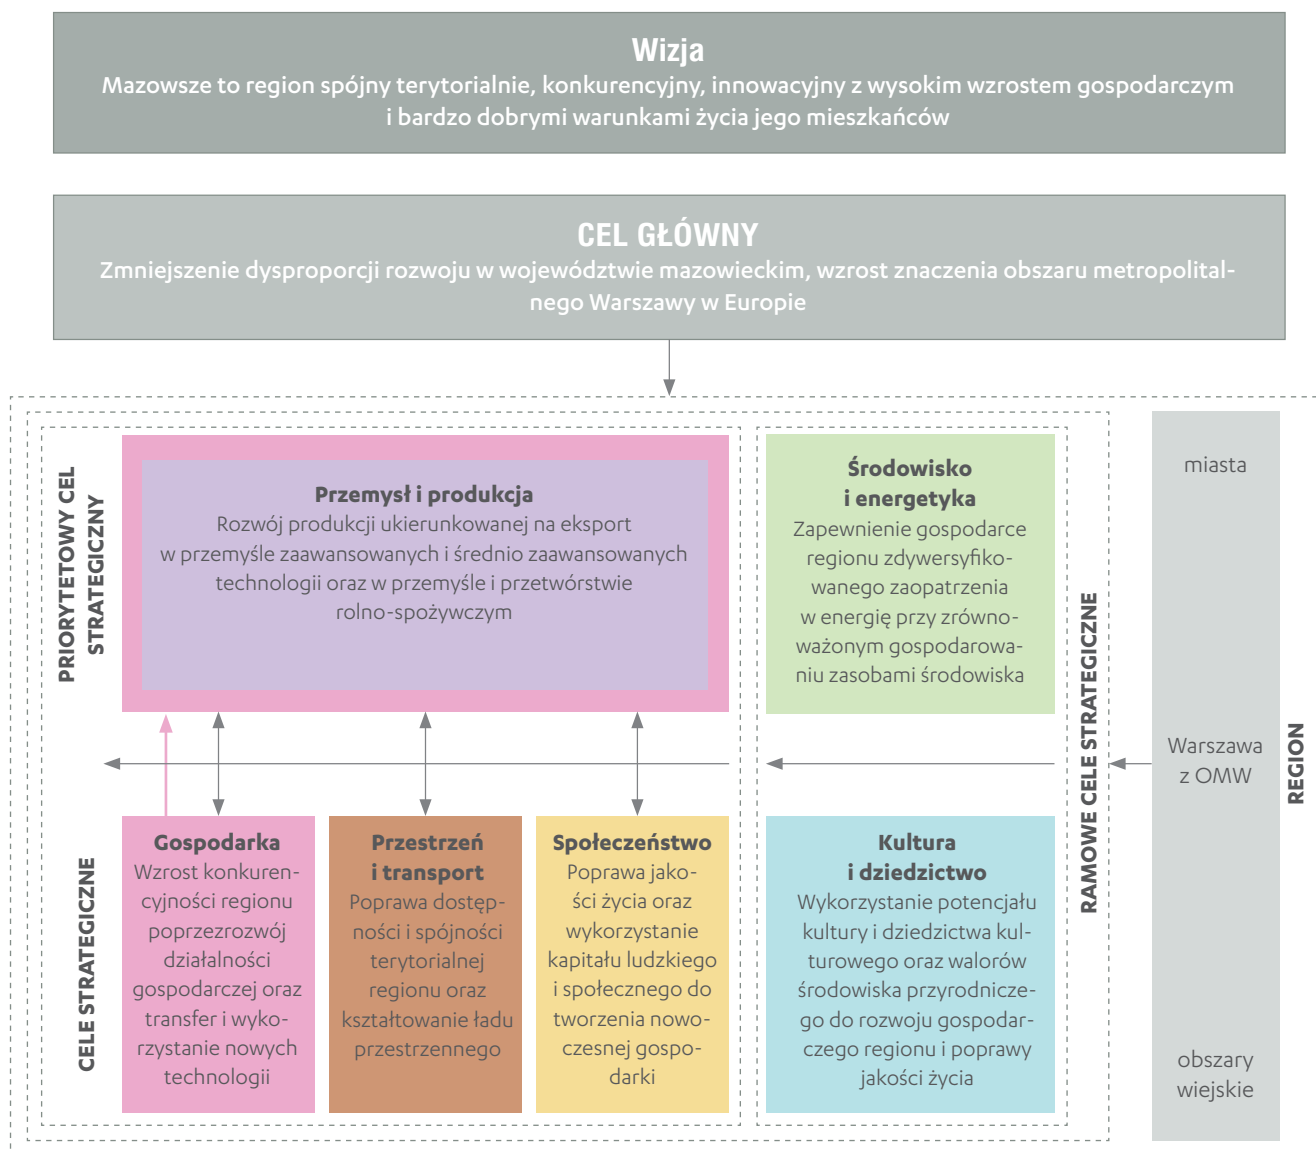 Wizja
Mazowsze to region spójny terytorialnie, konkurencyjny, innowacyjny z wysokim wzrostem gospodarczym
i bardzo dobrymi warunkami życia jego mieszkańców
CEL GŁÓWNY
Zmniejszenie dysproporcji rozwoju w województwie mazowieckim, wzrost znaczenia obszaru metropolital-
nego Warszawy w Europie
PRIORYTETOWY CEL
STRATEGICZNY
Przemysł i produkcja
Rozwój produkcji ukierunkowanej na eksport
w przemyśle zaawansowanych i średnio zaawansowanych
technologii oraz w przemyśle i przetwórstwie
rolno-spożywczym
Środowisko
i energetyka
Zapewnienie gospodarce
regionu zdywersyfiko-
wanego zaopatrzenia
w energię przy zrówno-
ważonym gospodarowa-
niu zasobami środowiska
CELE STRATEGICZNE
Gospodarka
Wzrost konkuren-
cyjności regionu
poprzezrozwój
działalności
gospodarczej oraz
transfer i wyko-
rzystanie nowych
technologii
Przestrzeń
i transport
Poprawa dostęp-
ności i spójności
terytorialnej
regionu oraz
kształtowanie ładu
przestrzennego
Społeczeństwo
Poprawa jako-
ści życia oraz
wykorzystanie
kapitału ludzkiego
i społecznego do
tworzenia nowo-
czesnej gospo-
darki
Kultura
i dziedzictwo
Wykorzystanie potencjału
kultury i dziedzictwa kul-
turowego oraz walorów
środowiska przyrodnicze-
go do rozwoju gospodar-
czego regionu i poprawy
jakości życia
RAMOWE CELE STRATEGICZNE
miasta
Warszawa
z OMW
obszary
wiejskie
REGION